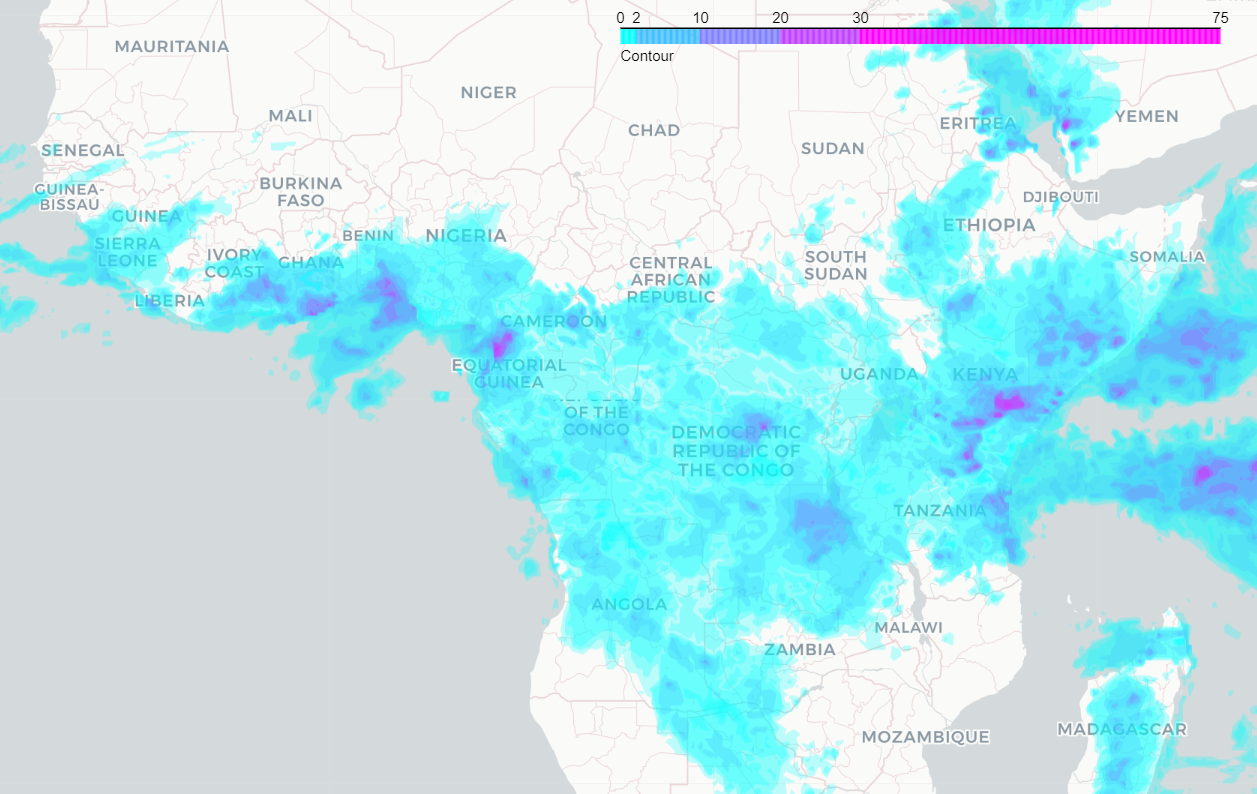 0 2 10 20 30 75
Contour
MAURITANIA
NIGER
MALI
CHAD
YEMEN
ERITREA
SENEGAL
SUDAN
GUINEA-
BISSAU
BURKINA
FASO
DJIBOUTI
GUINEA
ETHIOPIA
BENIN
NIGERIA
SIERRA
LEONE
IVORY
COAST
GHANA
CENTRAL
AFRICAN
REPUBLIC
SOUTH
SUDAN
SOMALIA
LIBERIA
CAMEROON
EQUATORIAL
GUINEA
UGANDA
KENYA
OF THE
CONGO
DEMOCRATIC
REPUBLIC OF
THE CONGO
TANZANIA
ANGOLA
MALAWI
ZAMBIA
MADAGASCAR
MOZAMBIQUE